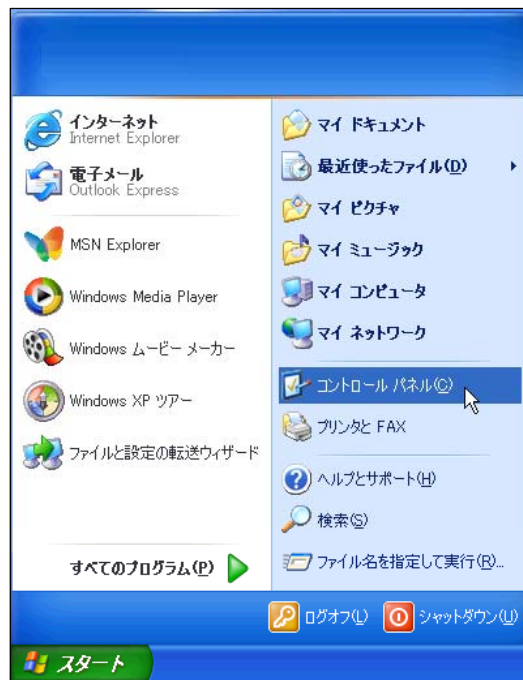 インターネット
Internet Explorer
電子メール
Outlook Express
MSN Explorer
Windows Media Player
Windows ムービー メーカー
Windows XP ツアー
ファイルと設定の転送ウィザード
すべてのプログラム(P)
マイ ドキュメント
最近使ったファイル(D)
マイ ピクチャ
マイ ミュージック
マイ コンピュータ
マイ ネットワーク
コントロール パネル(C)
プリンタと FAX
ヘルプとサポート(H)
検索(S)
ファイル名を指定して実行(R)...
ログオフ(L)
シャットダウン(U)
スタート